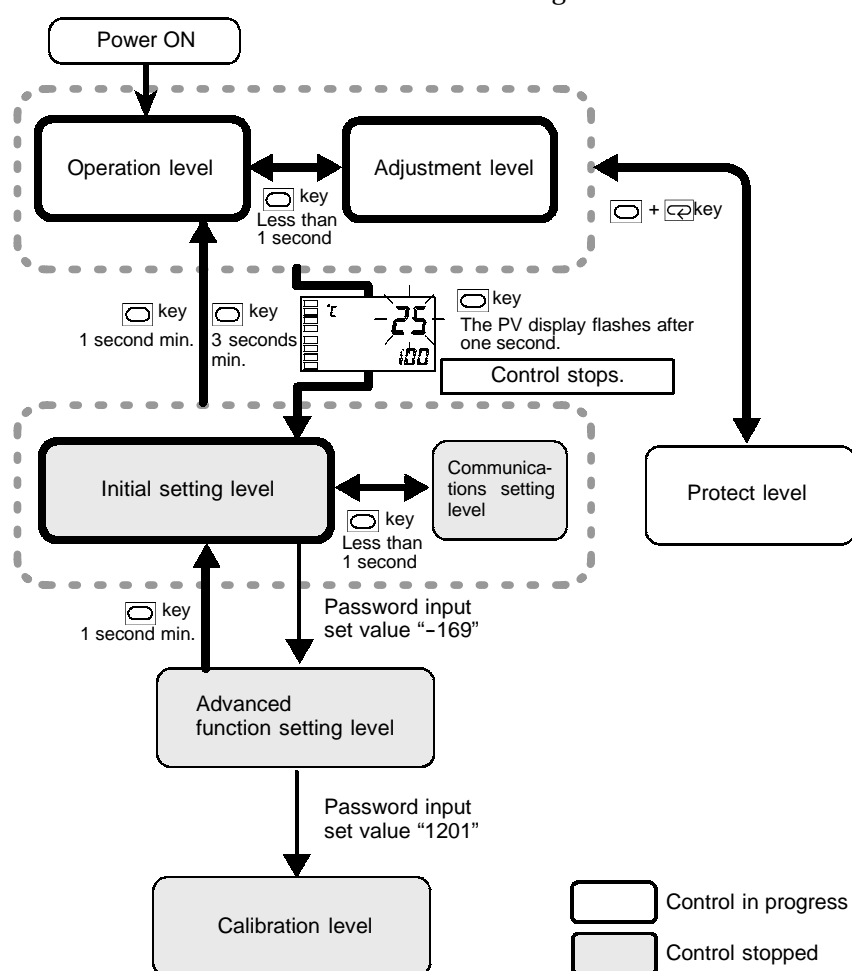 Power ON
Operation level
Adjustment level
key
Less than
1 second
+ key
key
1 second min.
key
3 seconds
min.
℃
25
100
key
The PV display flashes after
one second.
Control stops.
Initial setting level
Communica-
tions setting
level
key
Less than
1 second
Protect level
key
1 second min.
Password input
set value “-169”
Advanced
function setting level
Password input
set value “1201”
Calibration level
Control in progress
Control stopped